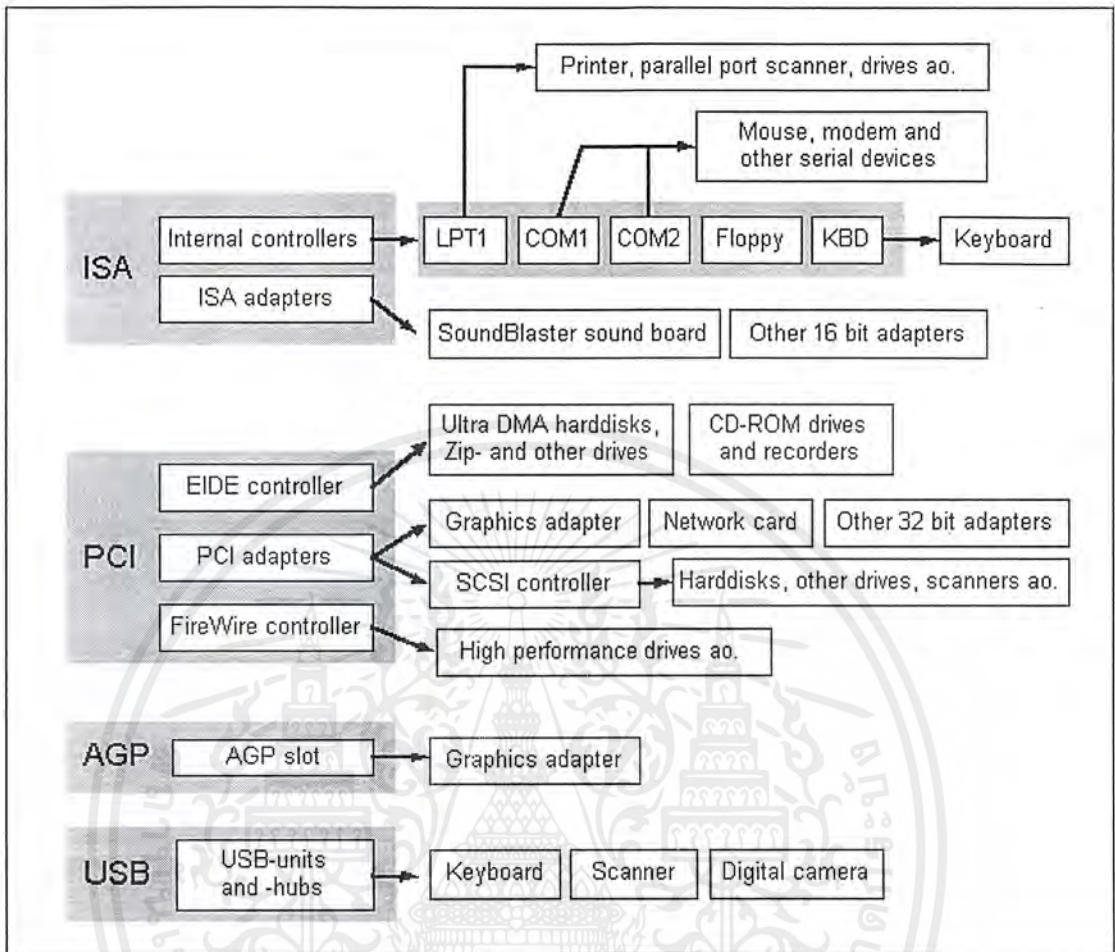 Printer, parallel port scanner, drives ao.
Mouse, modem and
other serial devices
ISA
Internal controllers
LPT1
COM1
COM2
Floppy
KBD
Keyboard
ISA adapters
SoundBlaster sound board
Other 16 bit adapters
PCI
EIDE controller
Ultra DMA harddisks,
Zip- and other drives
CD-ROM drives
and recorders
PCI adapters
Graphics adapter
Network card
Other 32 bit adapters
SCSI controller
Harddisks, other drives, scanners ao.
FireWire controller
High performance drives ao.
AGP
AGP slot
Graphics adapter
USB
USB-units
and -hubs
Keyboard
Scanner
Digital camera